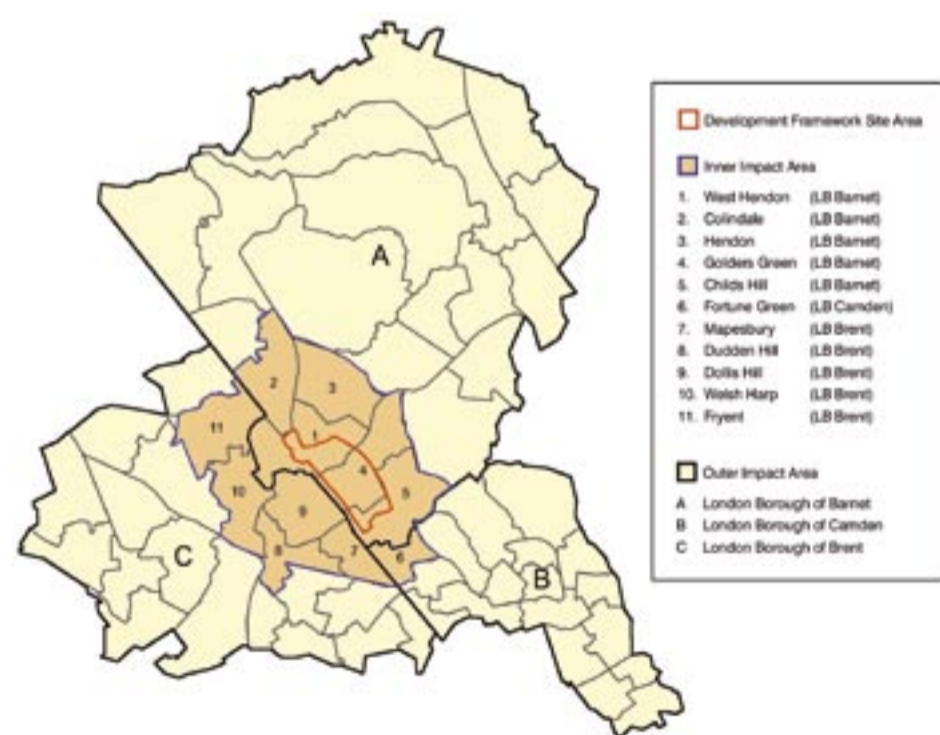 A
2
3
1
11
4
10
5
9
8
7
6
C
B
Development Framework Site Area
Inner Impact Area
1. West Hendon (LB Barnet)
2. Colindale (LB Barnet)
3. Hendon (LB Barnet)
4. Golders Green (LB Barnet)
5. Childs Hill (LB Barnet)
6. Fortune Green (LB Camden)
7. Mapesbury (LB Brent)
8. Dudden Hill (LB Brent)
9. Dollis Hill (LB Brent)
10. Welsh Harp (LB Brent)
11. Fryent (LB Brent)
Outer Impact Area
A London Borough of Barnet
B London Borough of Camden
C London Borough of Brent